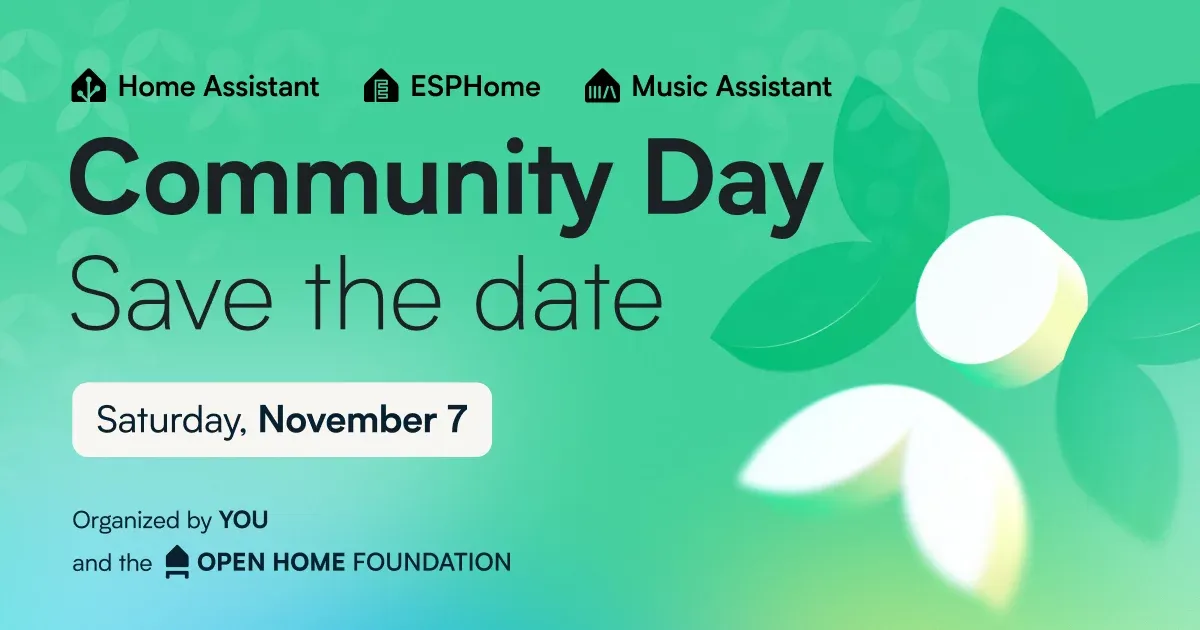 Home Assistant ESPHome Music Assistant
Community Day
Save the date
Saturday, November 7
Organized by YOU
and the OPEN HOME FOUNDATION